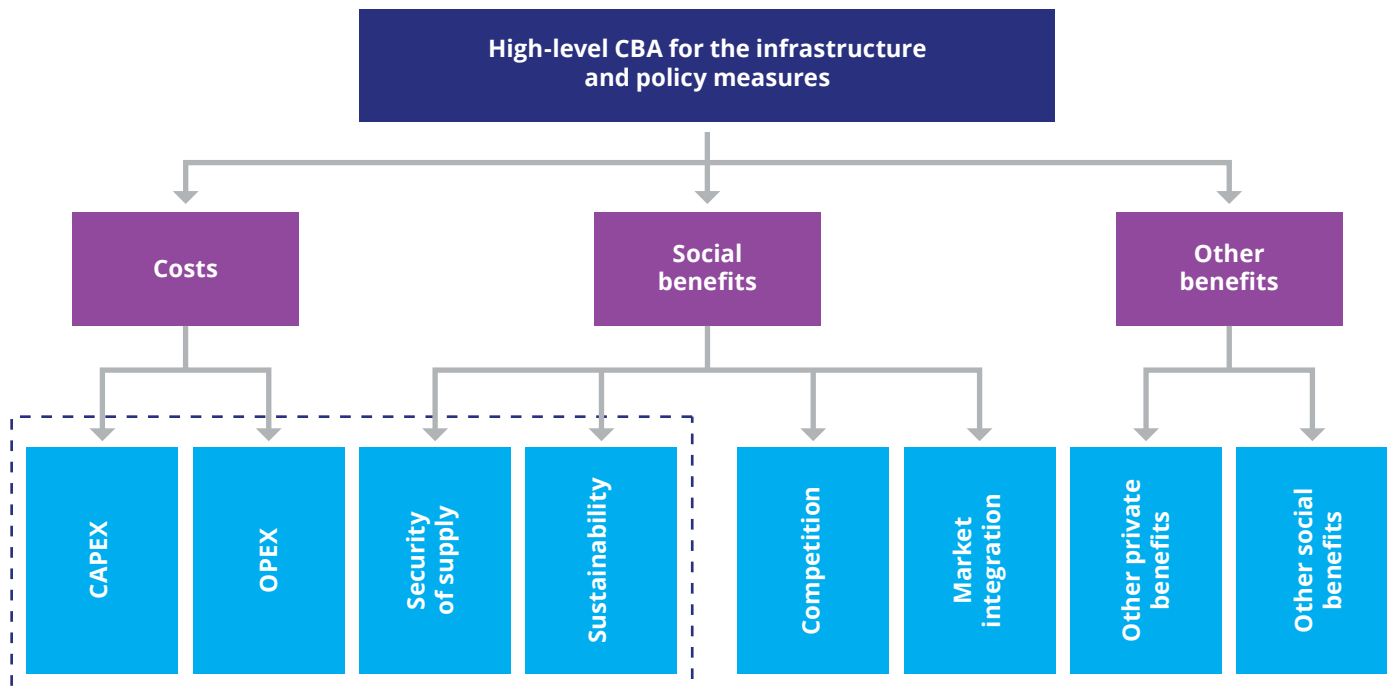 High-level CBA for the infrastructure
and policy measures
Costs
Social
benefits
Other
benefits
CAPEX
OPEX
Security
of supply
Sustainability
Competition
Market
integration
Other private
benefits
Other social
benefits